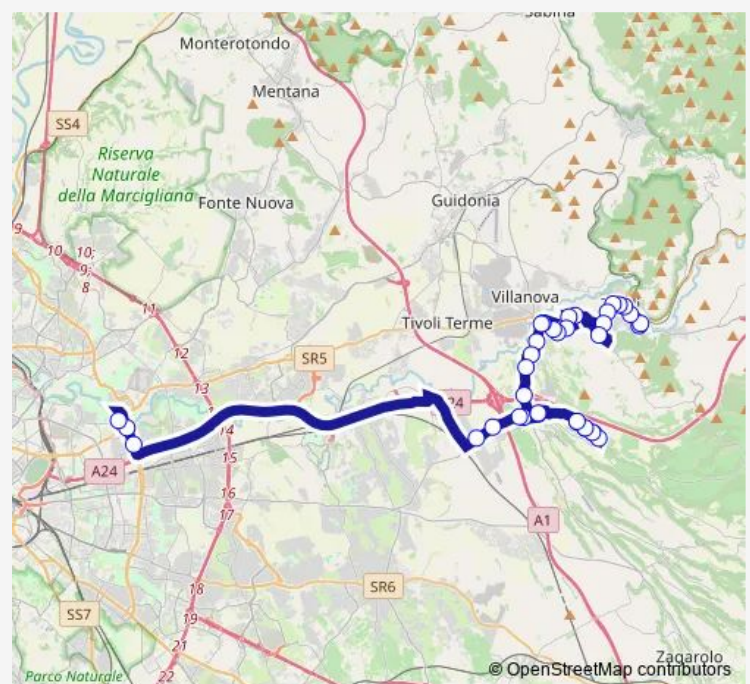 Sabina
Monterotondo
Mentana
SS4
Riserva
Naturale
della Marcigliana
Fonte Nuova
Guidonia
9
10
10;
9;
8
11
Villanova
12
Tivoli Terme
SR5
13
24
14
A24
15
16
17
A1
18
SR6
SS7
19
21
22
Zagarolo
Parco Naturale
© OpenStreetMap contributors